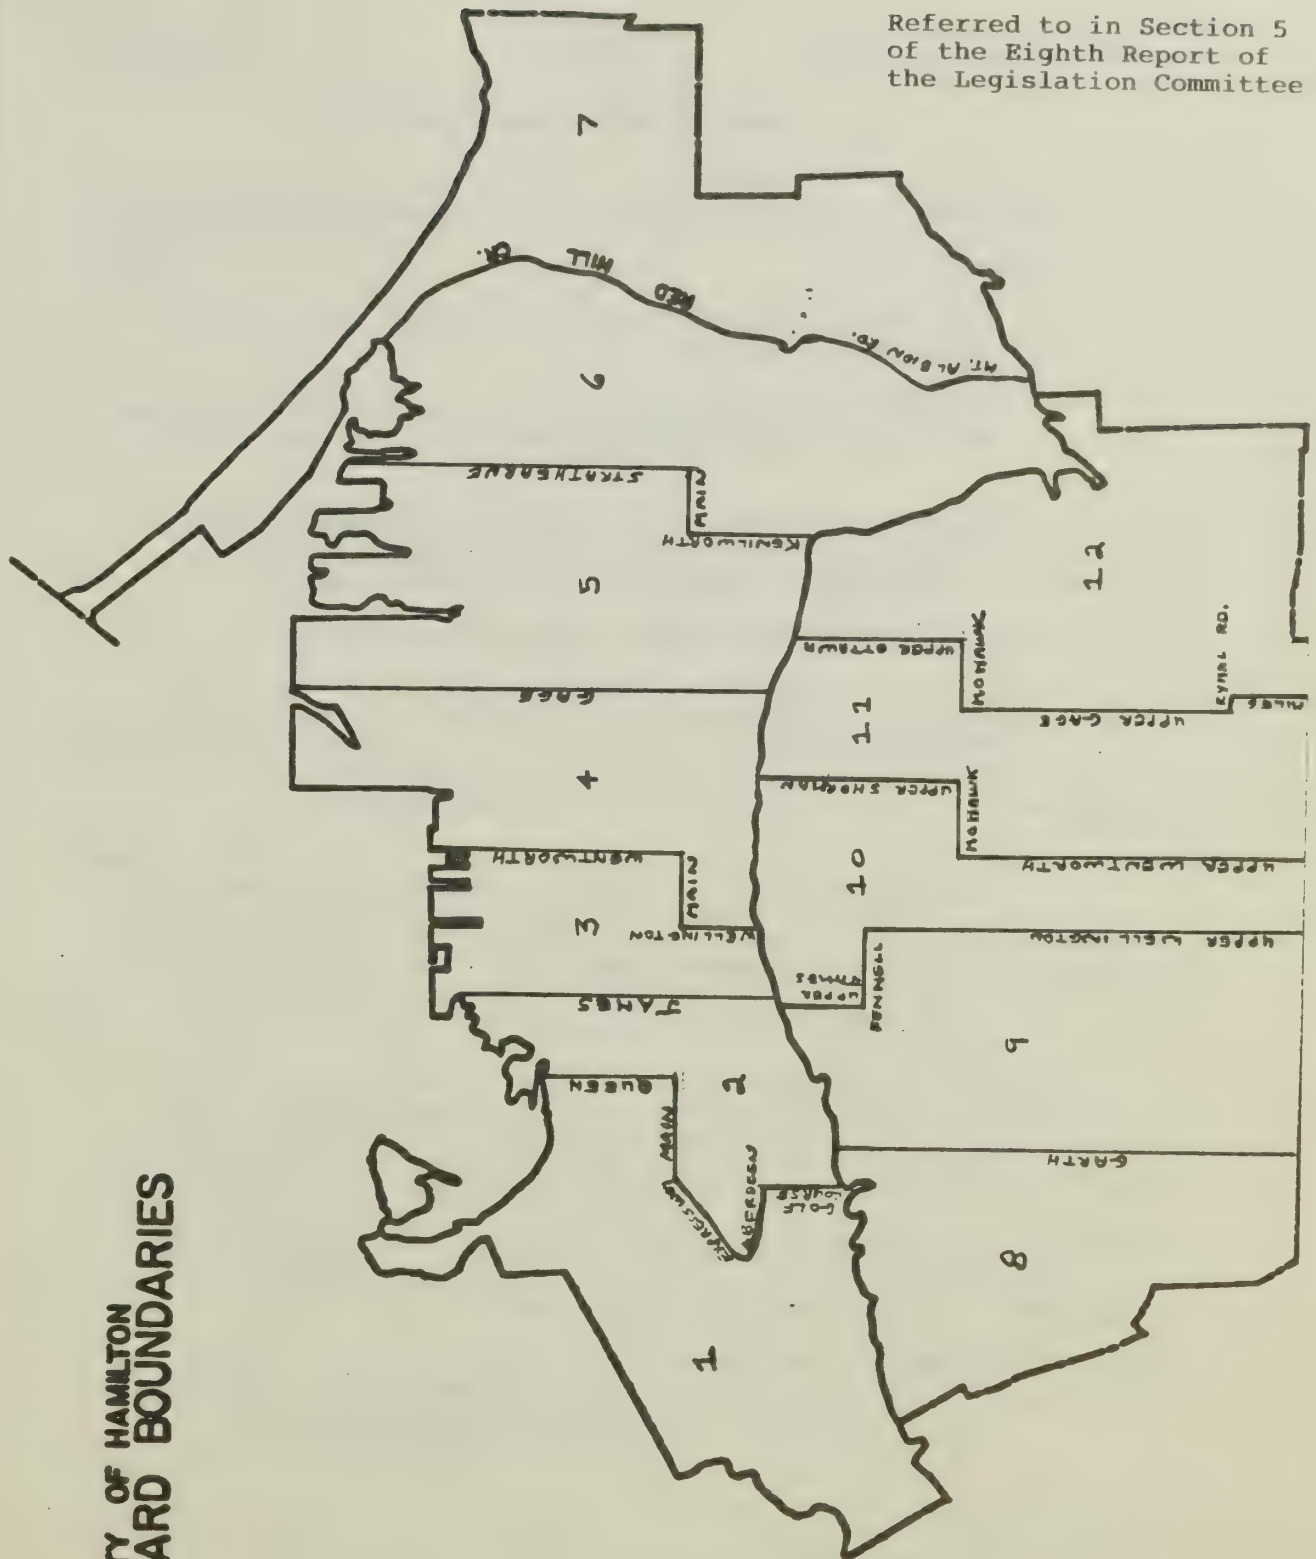 Referred to in Section 5
of the Eighth Report of
the Legislation Committee
TY OF HAMILTON
ARD BOUNDARIES
7
RED
HILL
CR.
MT. ALBION RD.
6
STRATHEARNE
MAIN
KENILWORTH
5
12
GAGE
UPPER OTTAWA
MOHAWK
RYMAL RD.
MILES
UPPER GAGE
11
4
UPPER SHERMAN
MOHAWK
WENTWORTH
MAIN
10
UPPER WENTWORTH
3
WELLINGTON
UPPER WELLINGTON
UPPER
JAMES
FENNELL
JAMES
9
2
QUEEN
MAIN
ABERDEEN
GOLF
COURSE
GARTH
8
1